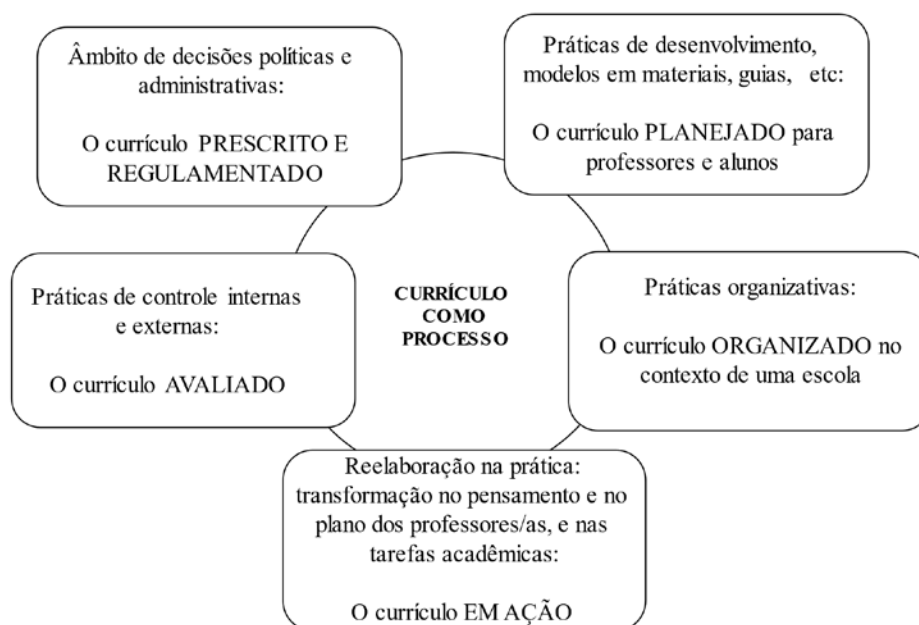 Âmbito de decisões políticas e
administrativas:
O currículo PRESCRITO E
REGULAMENTADO
Práticas de desenvolvimento,
modelos em materiais, guias, etc:
O currículo PLANEJADO para
professores e alunos
Práticas de controle internas
e externas:
O currículo AVALIADO
CURRÍCULO
COMO
PROCESSO
Práticas organizativas:
O currículo ORGANIZADO no
contexto de uma escola
Reelaboração na prática:
transformação no pensamento e no
plano dos professores/as, e nas
tarefas acadêmicas:
O currículo EM AÇÃO